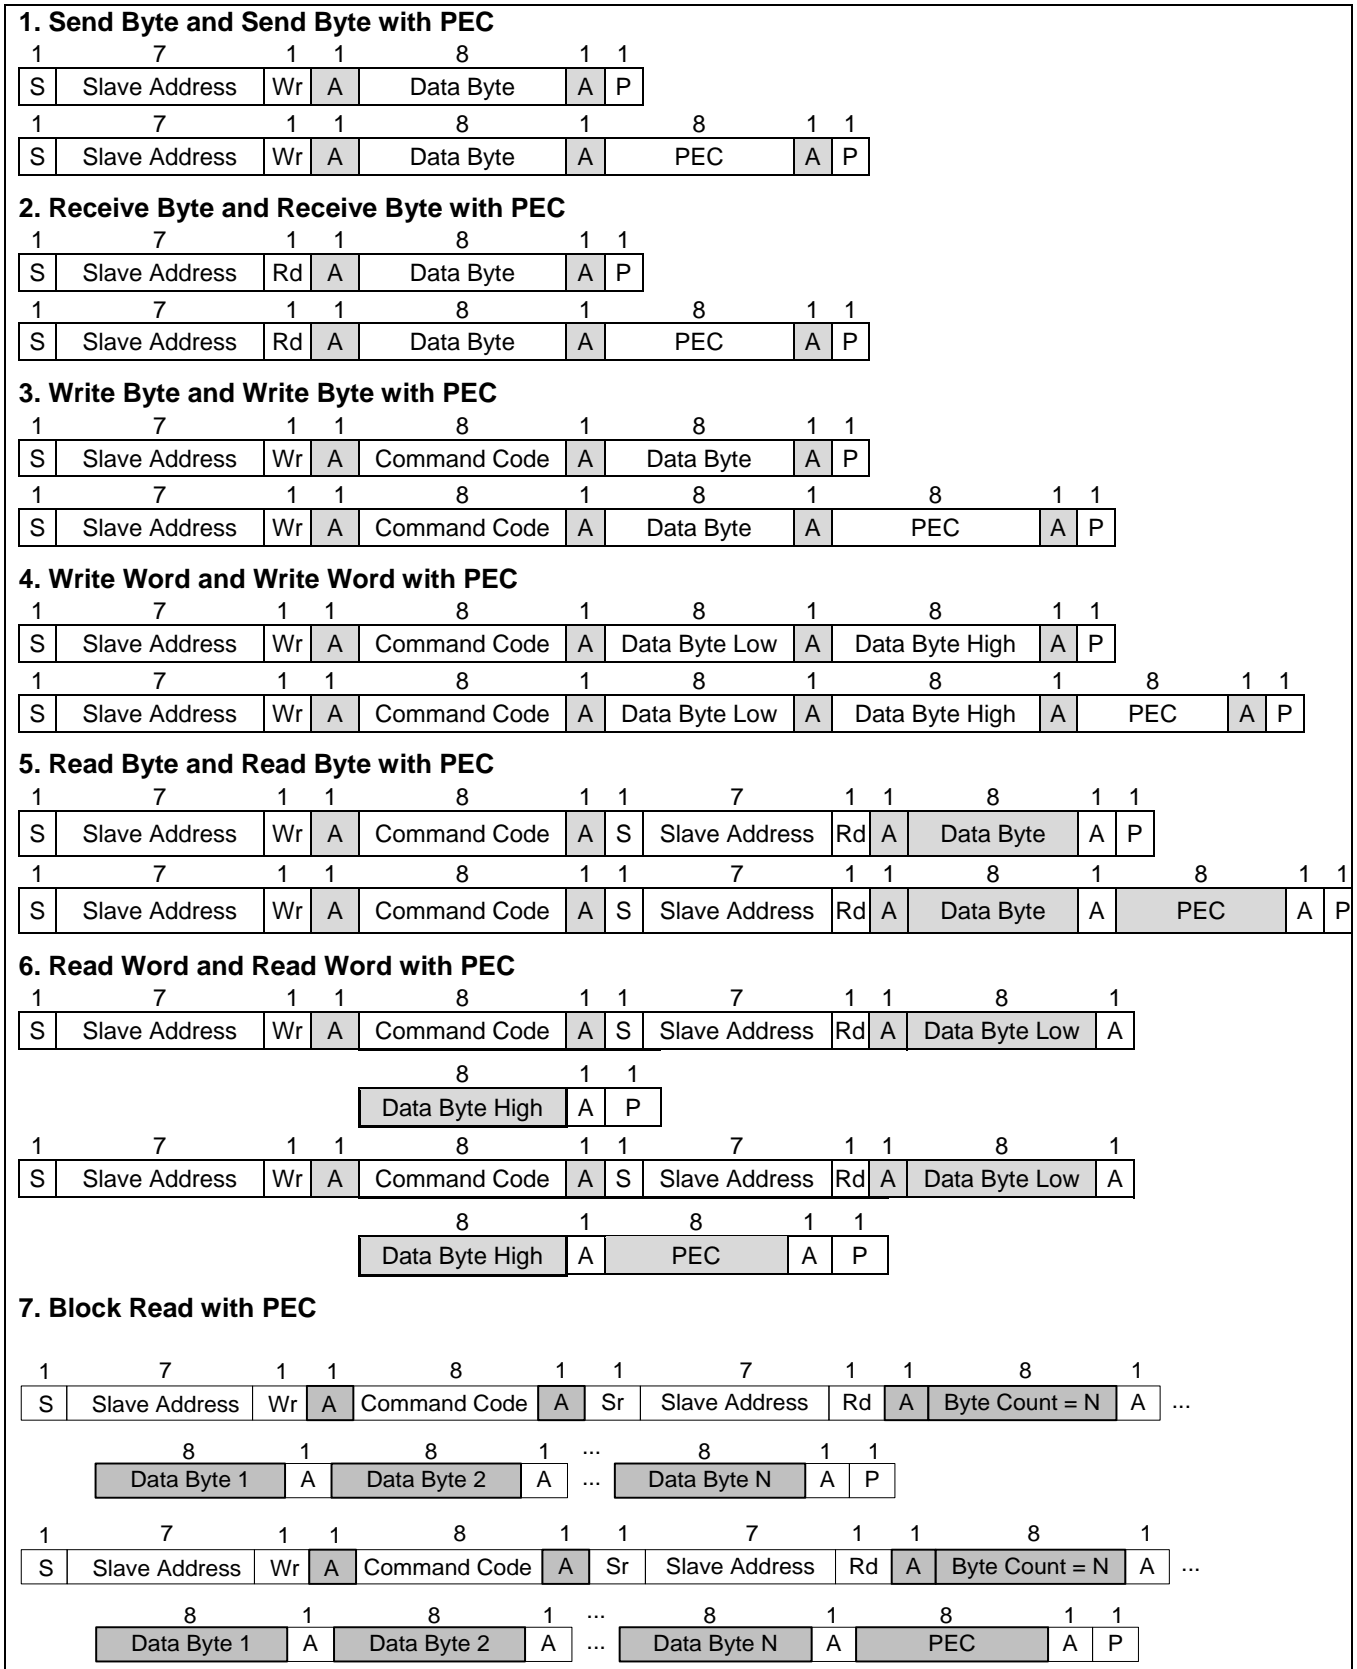 1. Send Byte and Send Byte with PEC
1 7 1 1 8 1 1
S Slave Address Wr A Data Byte A P
1 7 1 1 8 1 8 1 1
S Slave Address Wr A Data Byte A PEC A P
2. Receive Byte and Receive Byte with PEC
1 7 1 1 8 1 1
S Slave Address Rd A Data Byte A P
1 7 1 1 8 1 8 1 1
S Slave Address Rd A Data Byte A PEC A P
3. Write Byte and Write Byte with PEC
1 7 1 1 8 1 8 1 1
S Slave Address Wr A Command Code A Data Byte A P
1 7 1 1 8 1 8 1 8 1 1
S Slave Address Wr A Command Code A Data Byte A PEC A P
4. Write Word and Write Word with PEC
1 7 1 1 8 1 8 1 8 1 1
S Slave Address Wr A Command Code A Data Byte Low A Data Byte High A P
1 7 1 1 8 1 8 1 8 1 8 1 1
S Slave Address Wr A Command Code A Data Byte Low A Data Byte High A PEC A P
5. Read Byte and Read Byte with PEC
1 7 1 1 8 1 1 7 1 1 8 1 1
S Slave Address Wr A Command Code A S Slave Address Rd A Data Byte A P
1 7 1 1 8 1 1 7 1 1 8 1 8 1 1
S Slave Address Wr A Command Code A S Slave Address Rd A Data Byte A PEC A P
6. Read Word and Read Word with PEC
1 7 1 1 8 1 1 7 1 1 8 1
S Slave Address Wr A Command Code A S Slave Address Rd A Data Byte Low A
8 1 1
Data Byte High A P
1 7 1 1 8 1 1 7 1 1 8 1
S Slave Address Wr A Command Code A S Slave Address Rd A Data Byte Low A
8 1 8 1 1
Data Byte High A PEC A P
7. Block Read with PEC
1 7 1 1 8 1 1 7 1 1 8 1
S Slave Address Wr A Command Code A Sr Slave Address Rd A Byte Count = N A ...
8 1 8 1 ... 8 1 1
Data Byte 1 A Data Byte 2 A ... Data Byte N A P
1 7 1 1 8 1 1 7 1 1 8 1
S Slave Address Wr A Command Code A Sr Slave Address Rd A Byte Count = N A ...
8 1 8 1 ... 8 1 8 1 1
Data Byte 1 A Data Byte 2 A ... Data Byte N A PEC A P